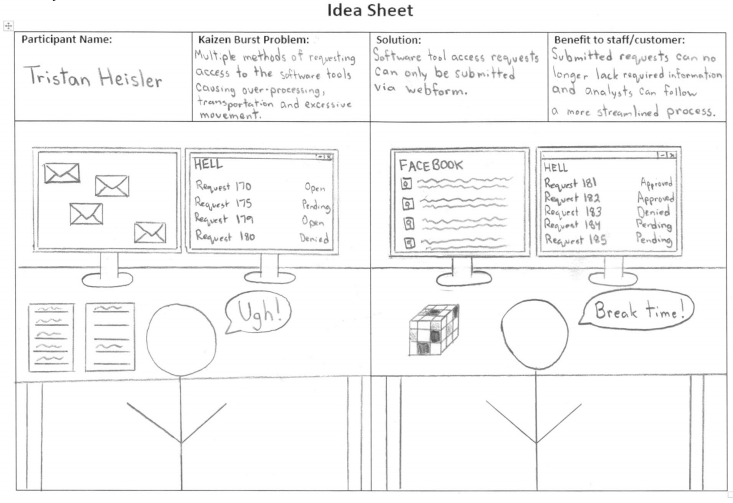 Idea Sheet
Participant Name:
Tristan Heisler
Kaizen Burst Problem:
Multiple methods of requesting
access to the software tools
causing over-processing,
transportation and excessive
movement.
Solution:
Software tool access requests
can only be submitted
via webform.
Benefit to staff/customer:
Submitted requests can no
longer lack required information
and analysts can follow
a more streamlined process.
HELL
Request 170 Open
Request 175 Pending
Request 179 Open
Request 180 Denied
Ugh!
FACEBOOK
HELL
Request 181 Approved
Request 182 Approved
Request 183 Denied
Request 184 Pending
Request 185 Pending
Break time!